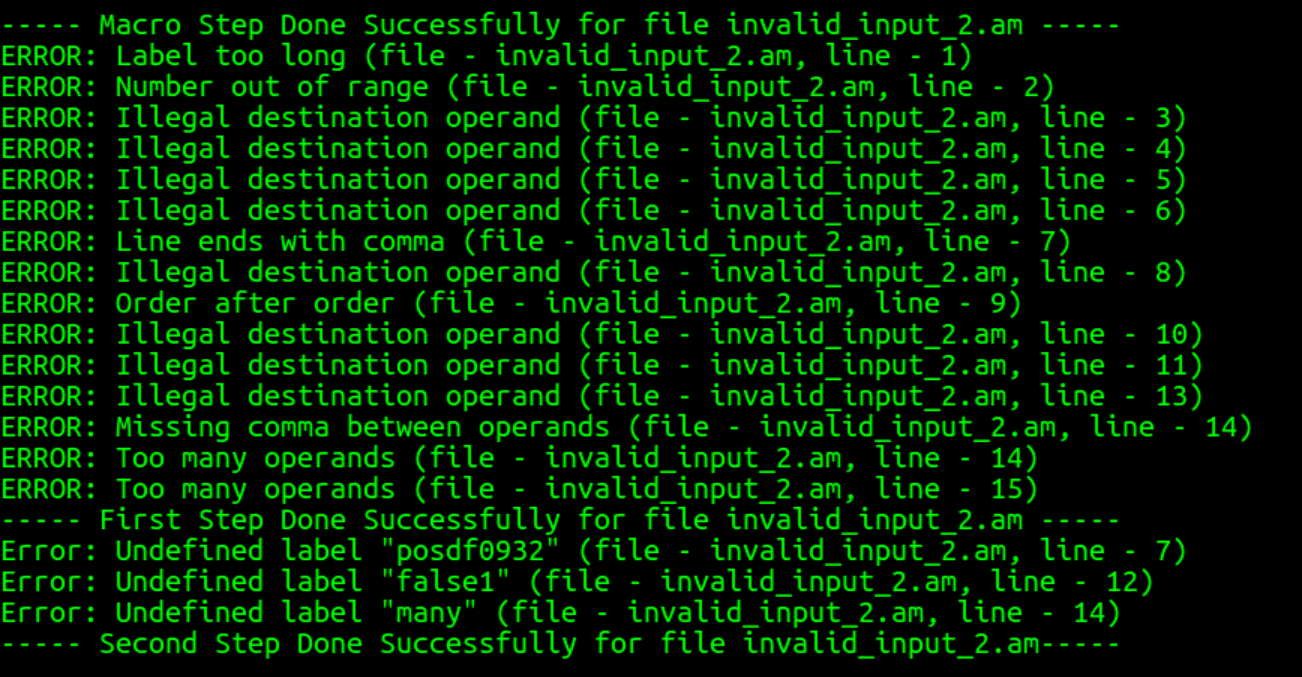 ----- Macro Step Done Successfully for file invalid_input_2.am -----
ERROR: Label too long (file - invalid_input_2.am, line - 1)
ERROR: Number out of range (file - invalid_input_2.am, line - 2)
ERROR: Illegal destination operand (file - invalid_input_2.am, line - 3)
ERROR: Illegal destination operand (file - invalid_input_2.am, line - 4)
ERROR: Illegal destination operand (file - invalid_input_2.am, line - 5)
ERROR: Illegal destination operand (file - invalid_input_2.am, line - 6)
ERROR: Line ends with comma (file - invalid_input_2.am, line - 7)
ERROR: Illegal destination operand (file - invalid_input_2.am, line - 8)
ERROR: Order after order (file - invalid_input_2.am, line - 9)
ERROR: Illegal destination operand (file - invalid_input_2.am, line - 10)
ERROR: Illegal destination operand (file - invalid_input_2.am, line - 11)
ERROR: Illegal destination operand (file - invalid_input_2.am, line - 13)
ERROR: Missing comma between operands (file - invalid_input_2.am, line - 14)
ERROR: Too many operands (file - invalid_input_2.am, line - 14)
ERROR: Too many operands (file - invalid_input_2.am, line - 15)
----- First Step Done Successfully for file invalid_input_2.am -----
Error: Undefined label "posdf0932" (file - invalid_input_2.am, line - 7)
Error: Undefined label "false1" (file - invalid_input_2.am, line - 12)
Error: Undefined label "many" (file - invalid_input_2.am, line - 14)
----- Second Step Done Successfully for file invalid_input_2.am-----